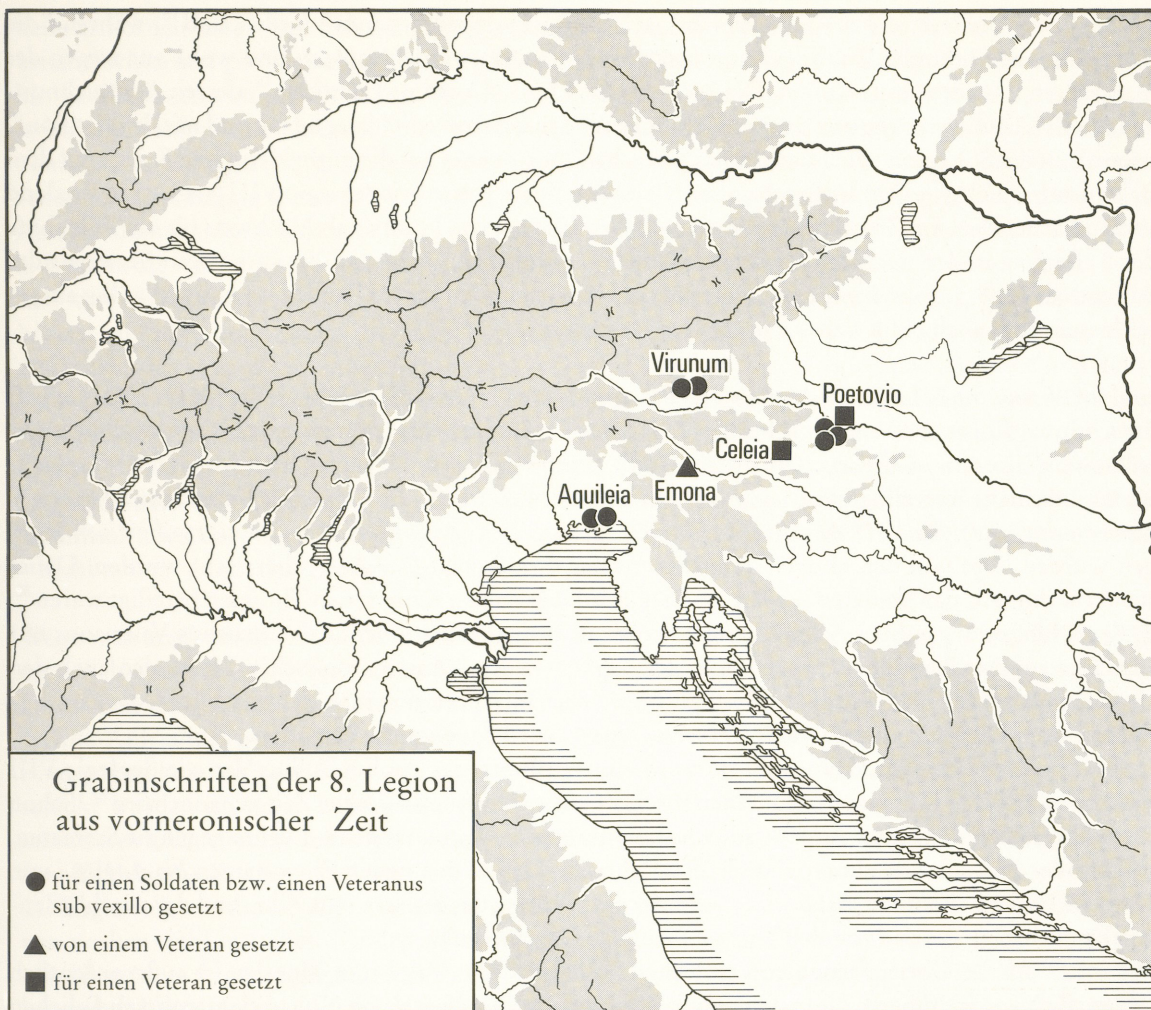 Virunum
Poetovio
Celeia
Aquileia
Emona
Grabinschriften der 8. Legion
aus vorneronischer Zeit
für einen Soldaten bzw. einen Veteranus
sub vexillo gesetzt
von einem Veteran gesetzt
für einen Veteran gesetzt